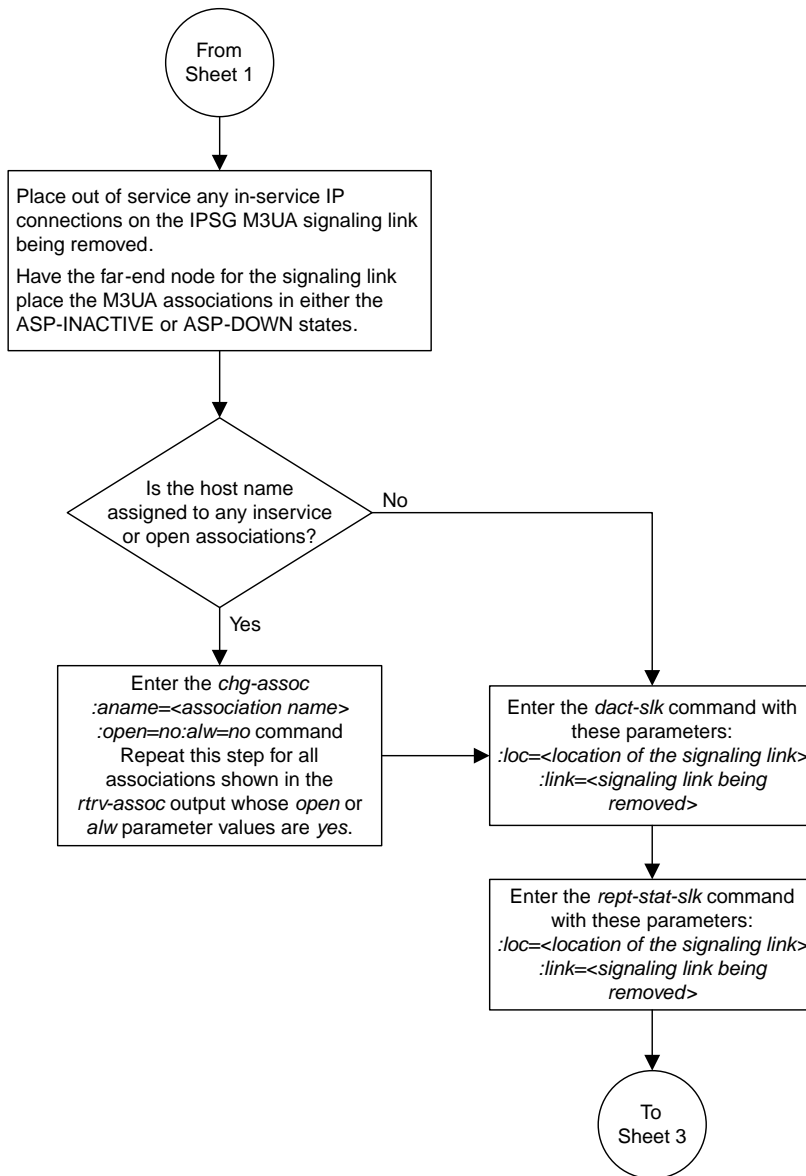 From
Sheet 1
Place out of service any in-service IP
connections on the IPSG M3UA signaling link
being removed.
Have the far-end node for the signaling link
place the M3UA associations in either the
ASP-INACTIVE or ASP-DOWN states.
Is the host name
assigned to any inservice
or open associations?
No
Yes
Enter the chg-assoc
:aname=<association name>
:open=no:alw=no command
Repeat this step for all
associations shown in the
rtrv-assoc output whose open or
alw parameter values are yes.
Enter the dact-slk command with
these parameters:
:loc=<location of the signaling link>
:link=<signaling link being
removed>
Enter the rept-stat-slk command
with these parameters:
:loc=<location of the signaling link>
:link=<signaling link being
removed>
To
Sheet 3